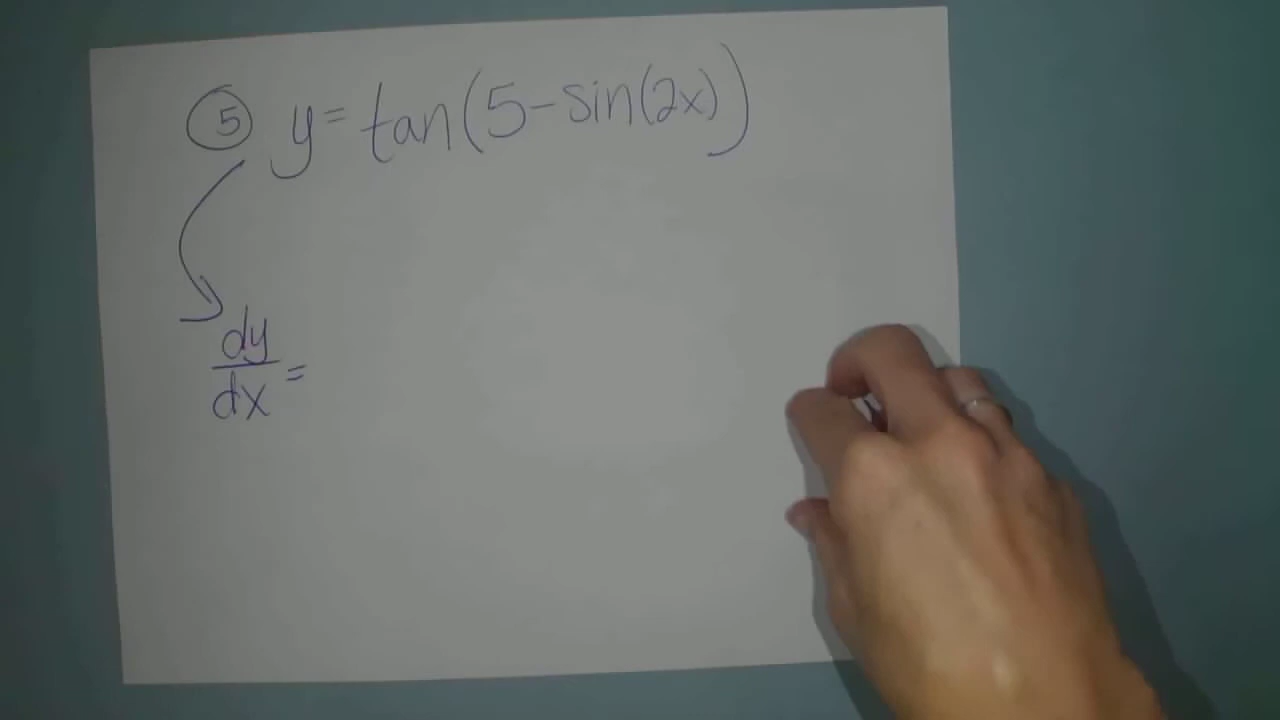 ⑤ y = tan(5 - sin(2x))
dy/dx =